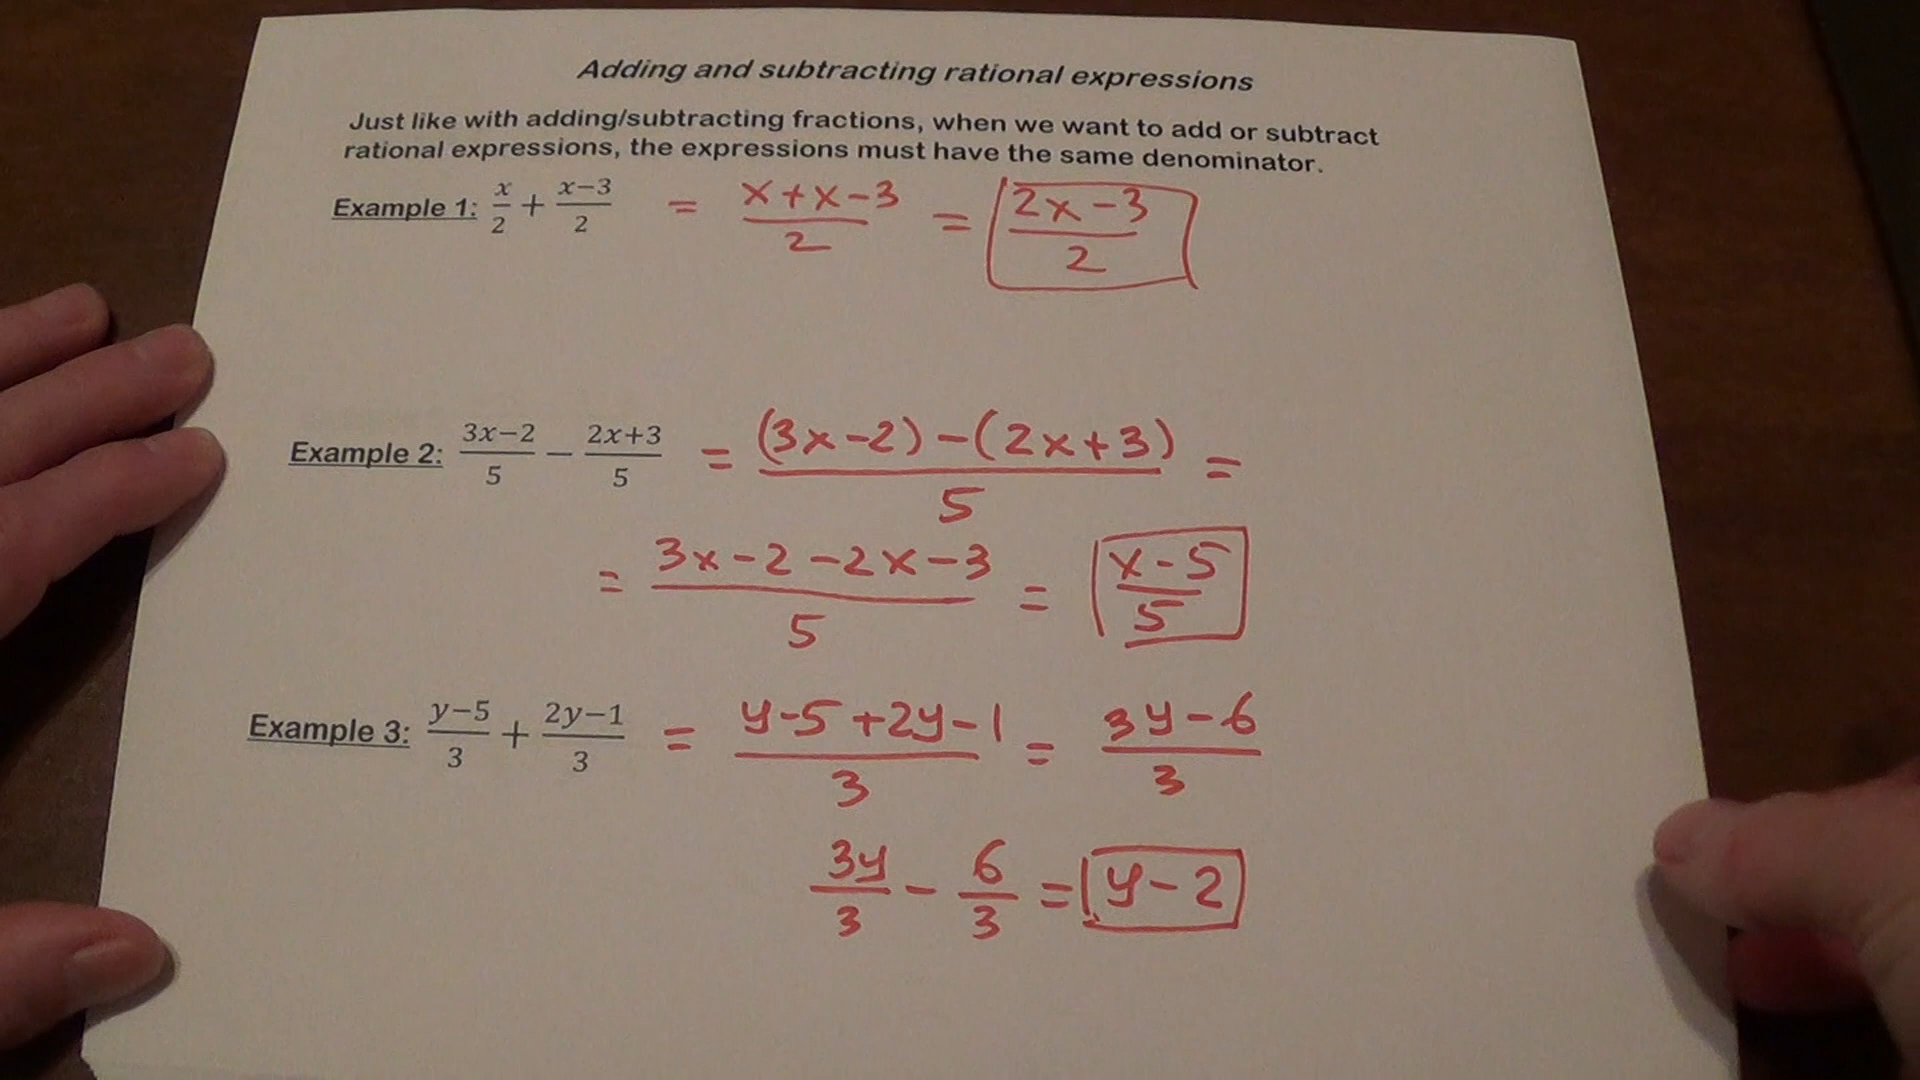 Adding and subtracting rational expressions
Just like with adding/subtracting fractions, when we want to add or subtract
rational expressions, the expressions must have the same denominator.
Example 1: x/2 + x−3/2 = x+x−3/2 = 2x−3/2
Example 2: 3x−2/5 − 2x+3/5 = (3x−2)−(2x+3)/5 =
= 3x−2−2x−3/5 = x−5/5
Example 3: y−5/3 + 2y−1/3 = y−5+2y−1/3 = 3y−6/3
3y/3 − 6/3 = y−2